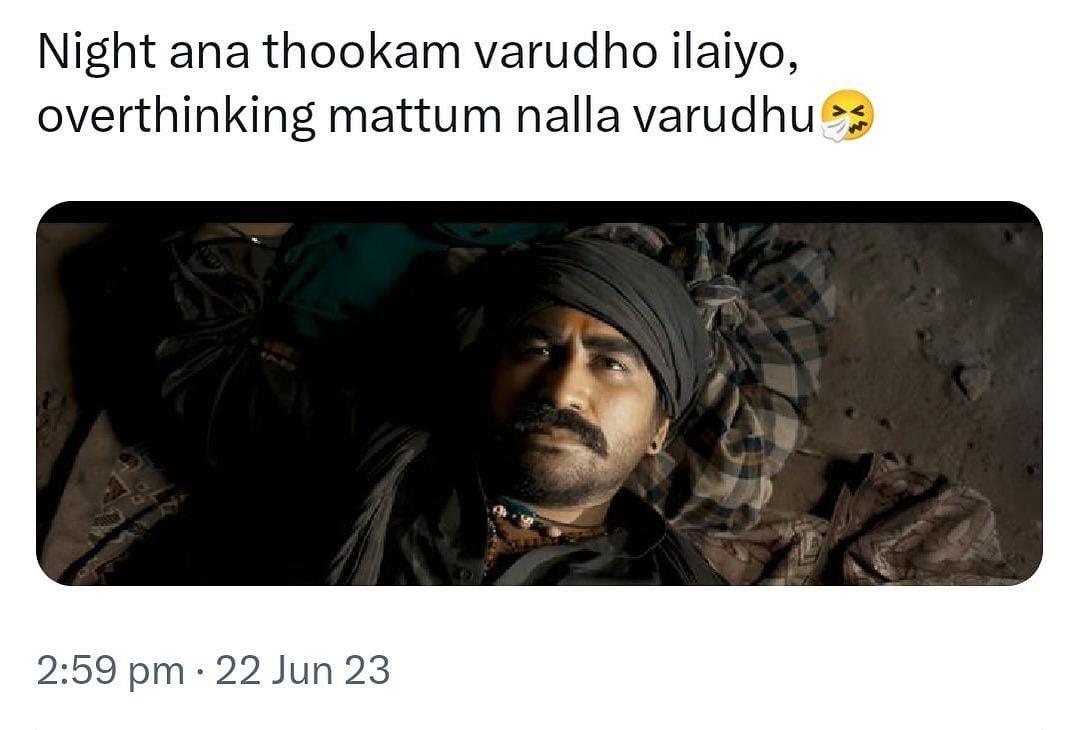 Night ana thookam varudho ilaiyo,
overthinking mattum nalla varudhu🤧
2:59 pm · 22 Jun 23